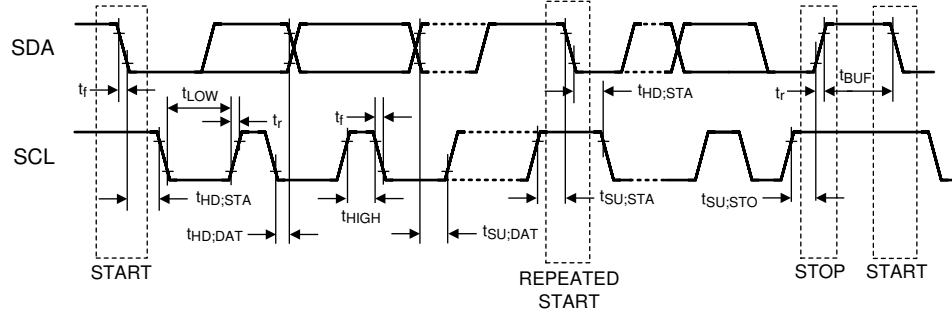 SDA
t_f
t_LOW
t_r
t_f
t_HD;STA
t_r
t_BUF
SCL
t_HD;STA
t_HD;DAT
t_HIGH
t_SU;DAT
t_SU;STA
t_SU;STO
START
REPEATED
START
STOP
START